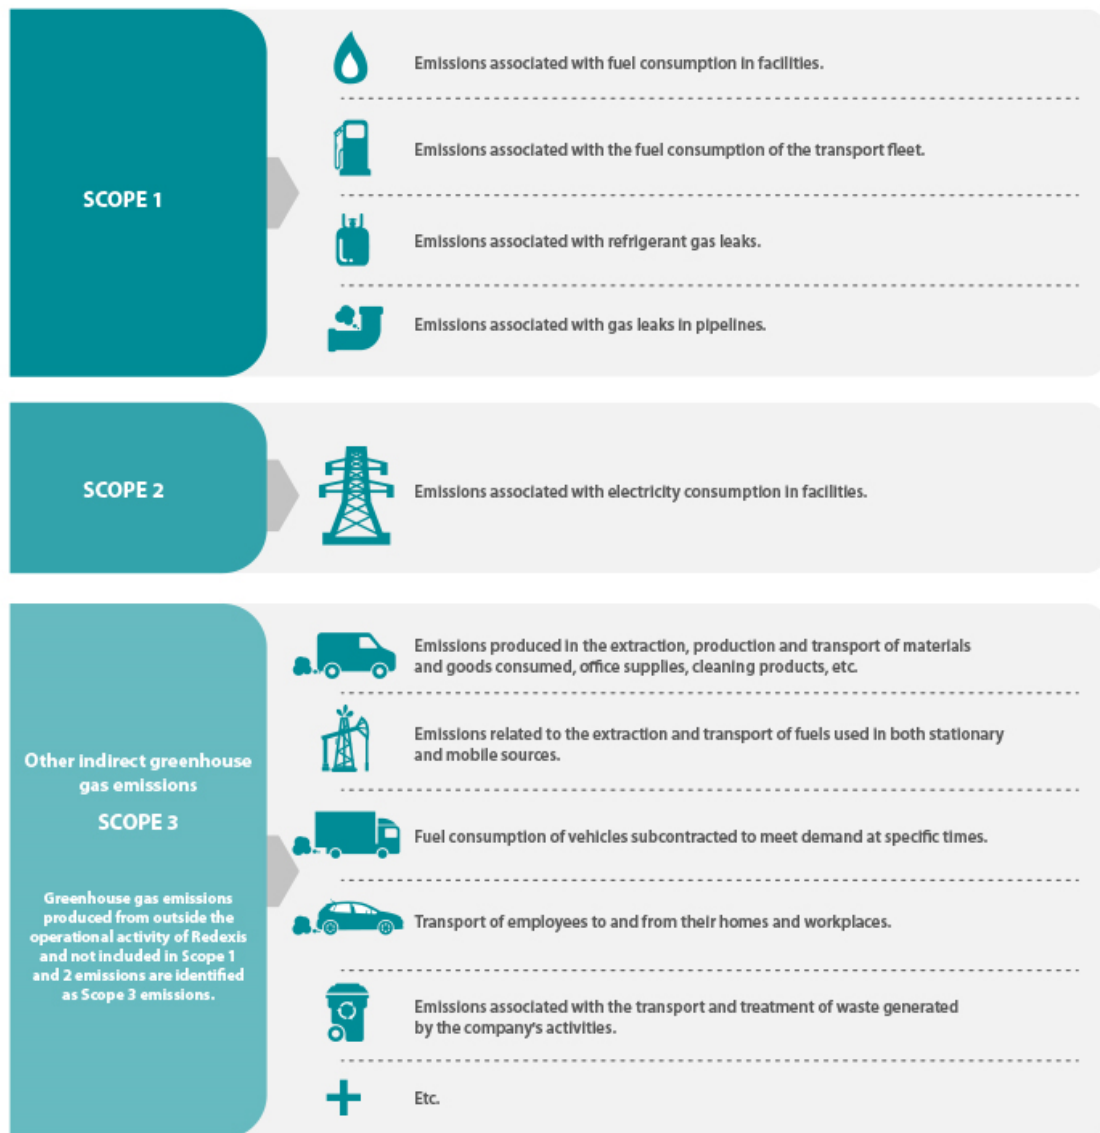 SCOPE 1
Emissions associated with fuel consumption in facilities.
Emissions associated with the fuel consumption of the transport fleet.
Emissions associated with refrigerant gas leaks.
Emissions associated with gas leaks in pipelines.
SCOPE 2
Emissions associated with electricity consumption in facilities.
Other indirect greenhouse
gas emissions
SCOPE 3
Greenhouse gas emissions
produced from outside the
operational activity of Redexis
and not included in Scope 1
and 2 emissions are identified
as Scope 3 emissions.
Emissions produced in the extraction, production and transport of materials
and goods consumed, office supplies, cleaning products, etc.
Emissions related to the extraction and transport of fuels used in both stationary
and mobile sources.
Fuel consumption of vehicles subcontracted to meet demand at specific times.
Transport of employees to and from their homes and workplaces.
Emissions associated with the transport and treatment of waste generated
by the company's activities.
Etc.